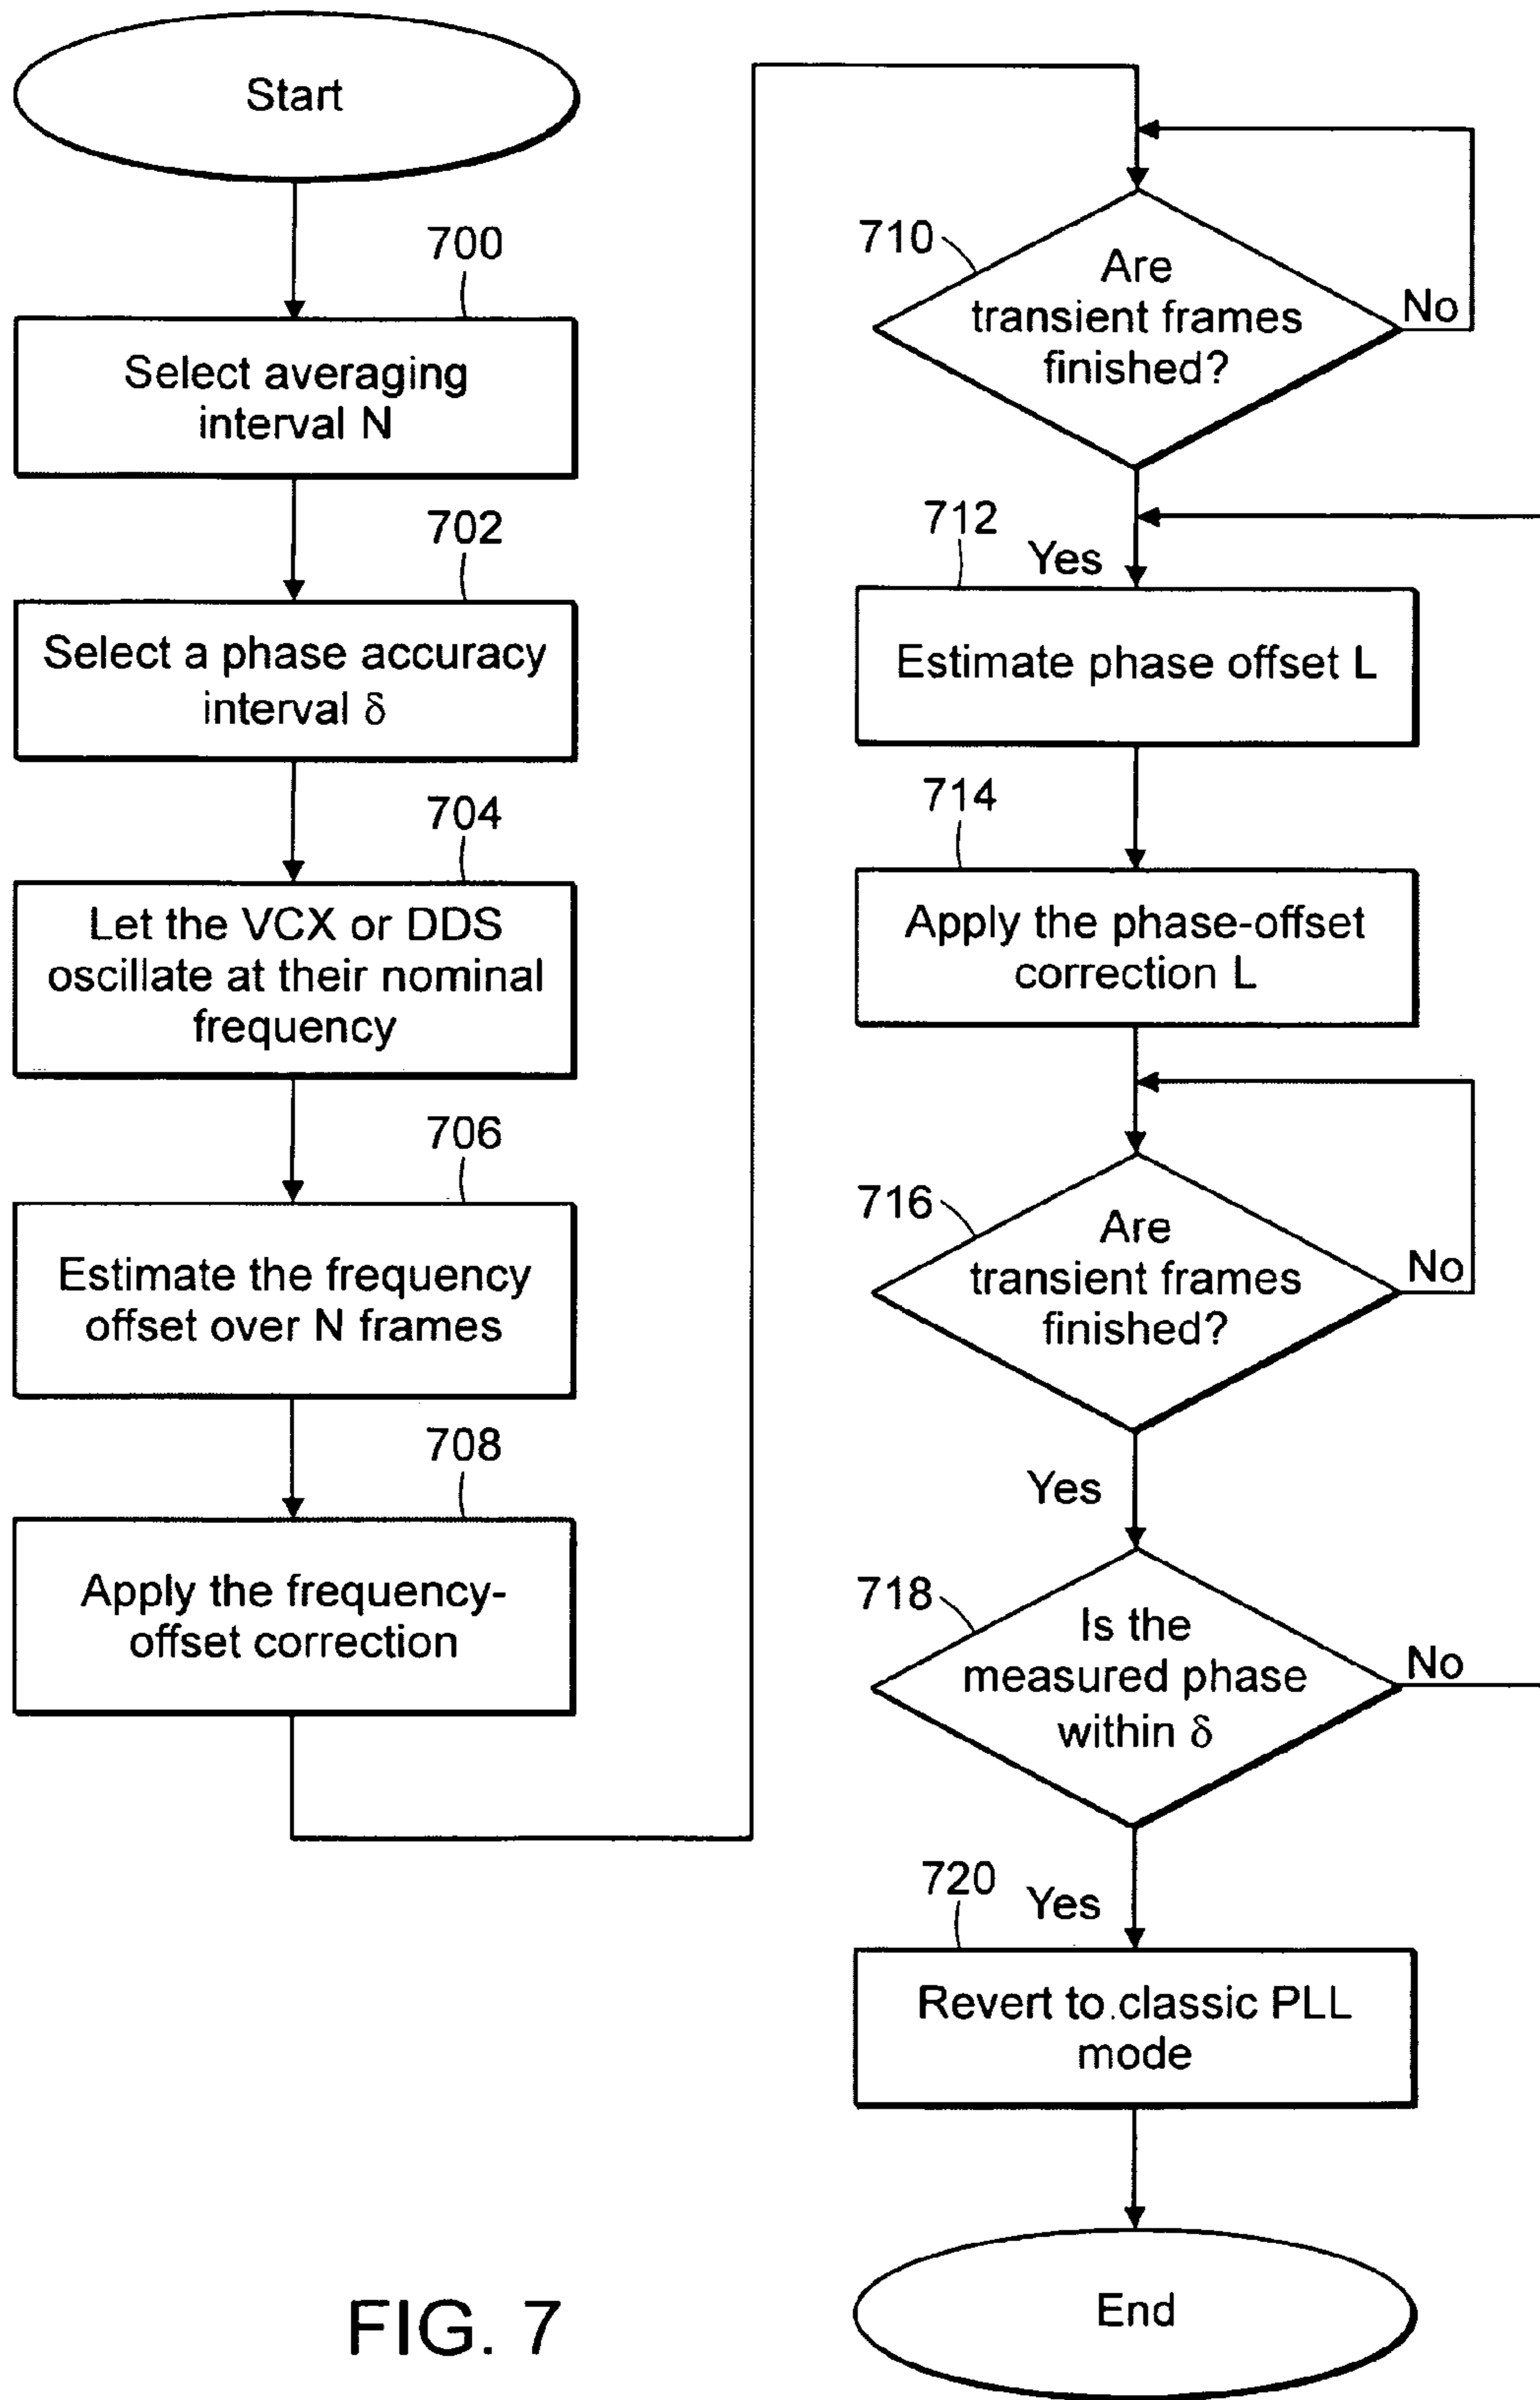 Start
700
Select averaging
interval N
702
Select a phase accuracy
interval δ
704
Let the VCX or DDS
oscillate at their nominal
frequency
706
Estimate the frequency
offset over N frames
708
Apply the frequency-
offset correction
710
Are
transient frames
finished?
No
Yes
712
Estimate phase offset L
714
Apply the phase-offset
correction L
716
Are
transient frames
finished?
No
Yes
718
Is the
measured phase
within δ
No
Yes
720
Revert to classic PLL
mode
End
FIG. 7